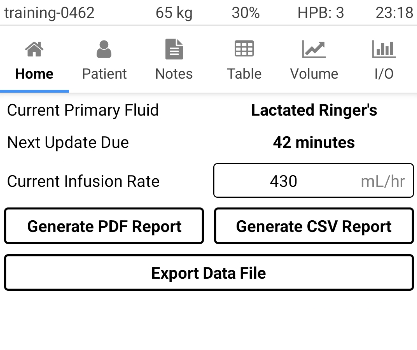 training-0462 65 kg 30% HPB: 3 23:18
Home Patient Notes Table Volume I/O
Current Primary Fluid Lactated Ringer's
Next Update Due 42 minutes
Current Infusion Rate 430 mL/hr
Generate PDF Report Generate CSV Report
Export Data File